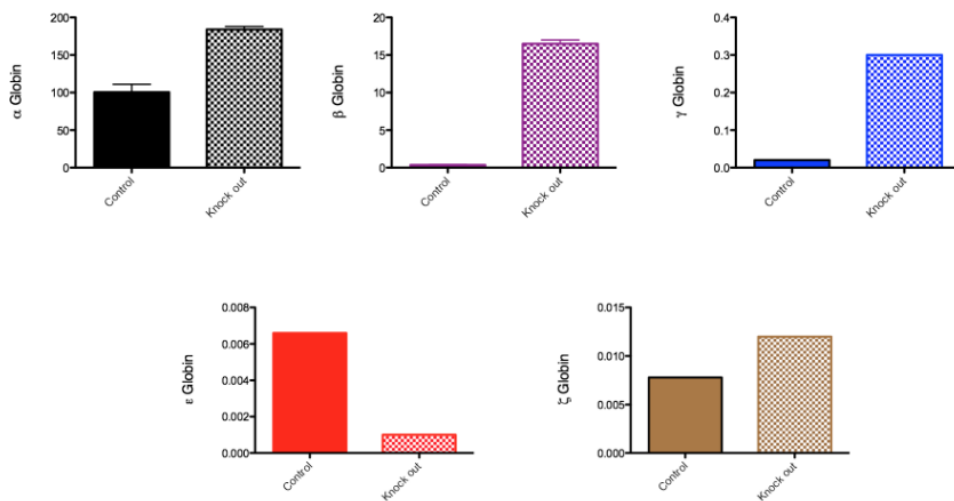 α Globin
200
150
100
50
0
Control
Knock out
β Globin
20
15
10
5
0
Control
Knock out
γ Globin
0.4
0.3
0.2
0.1
0.0
Control
Knock out
ε Globin
0.008
0.006
0.004
0.002
0.000
Control
Knock out
ζ Globin
0.015
0.010
0.005
0.000
Control
Knock out